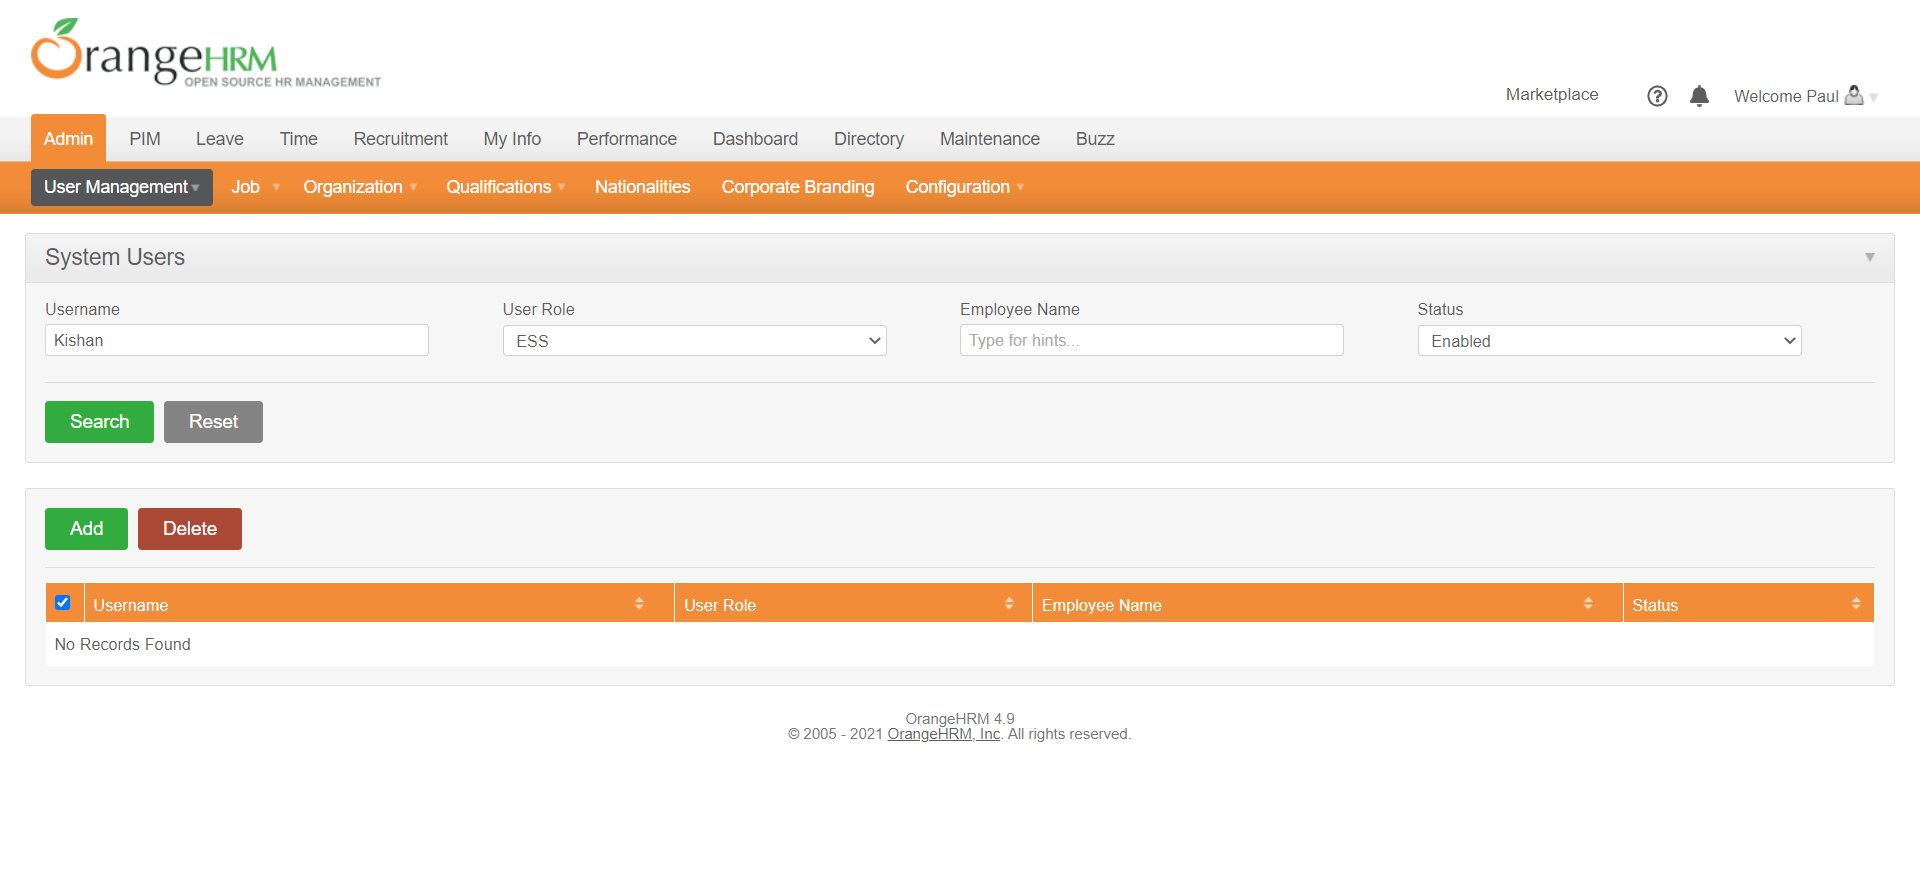 OrangeHRM
OPEN SOURCE HR MANAGEMENT
Marketplace
Welcome Paul
Admin PIM Leave Time Recruitment My Info Performance Dashboard Directory Maintenance Buzz
User Management Job Organization Qualifications Nationalities Corporate Branding Configuration
System Users
Username User Role Employee Name Status
Kishan ESS Type for hints... Enabled
Search Reset
Add Delete
Username User Role Employee Name Status
No Records Found
OrangeHRM 4.9
© 2005 - 2021 OrangeHRM, Inc. All rights reserved.